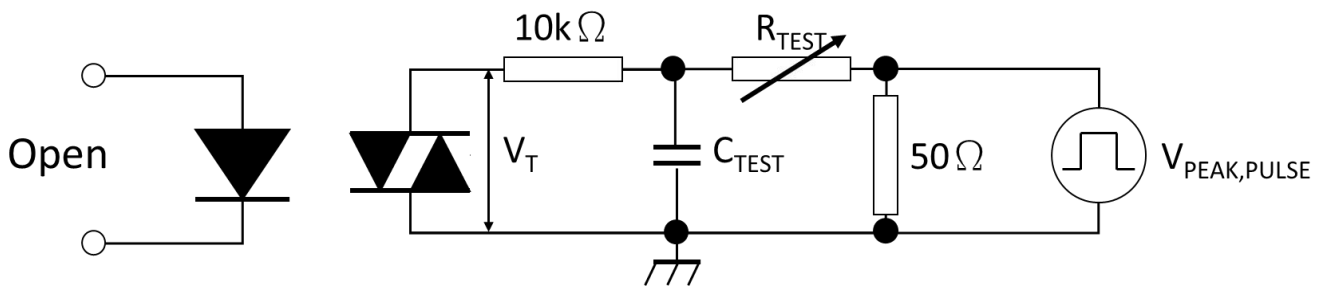 10kΩ
R_TEST
Open
V_T
C_TEST
50Ω
V_PEAK,PULSE